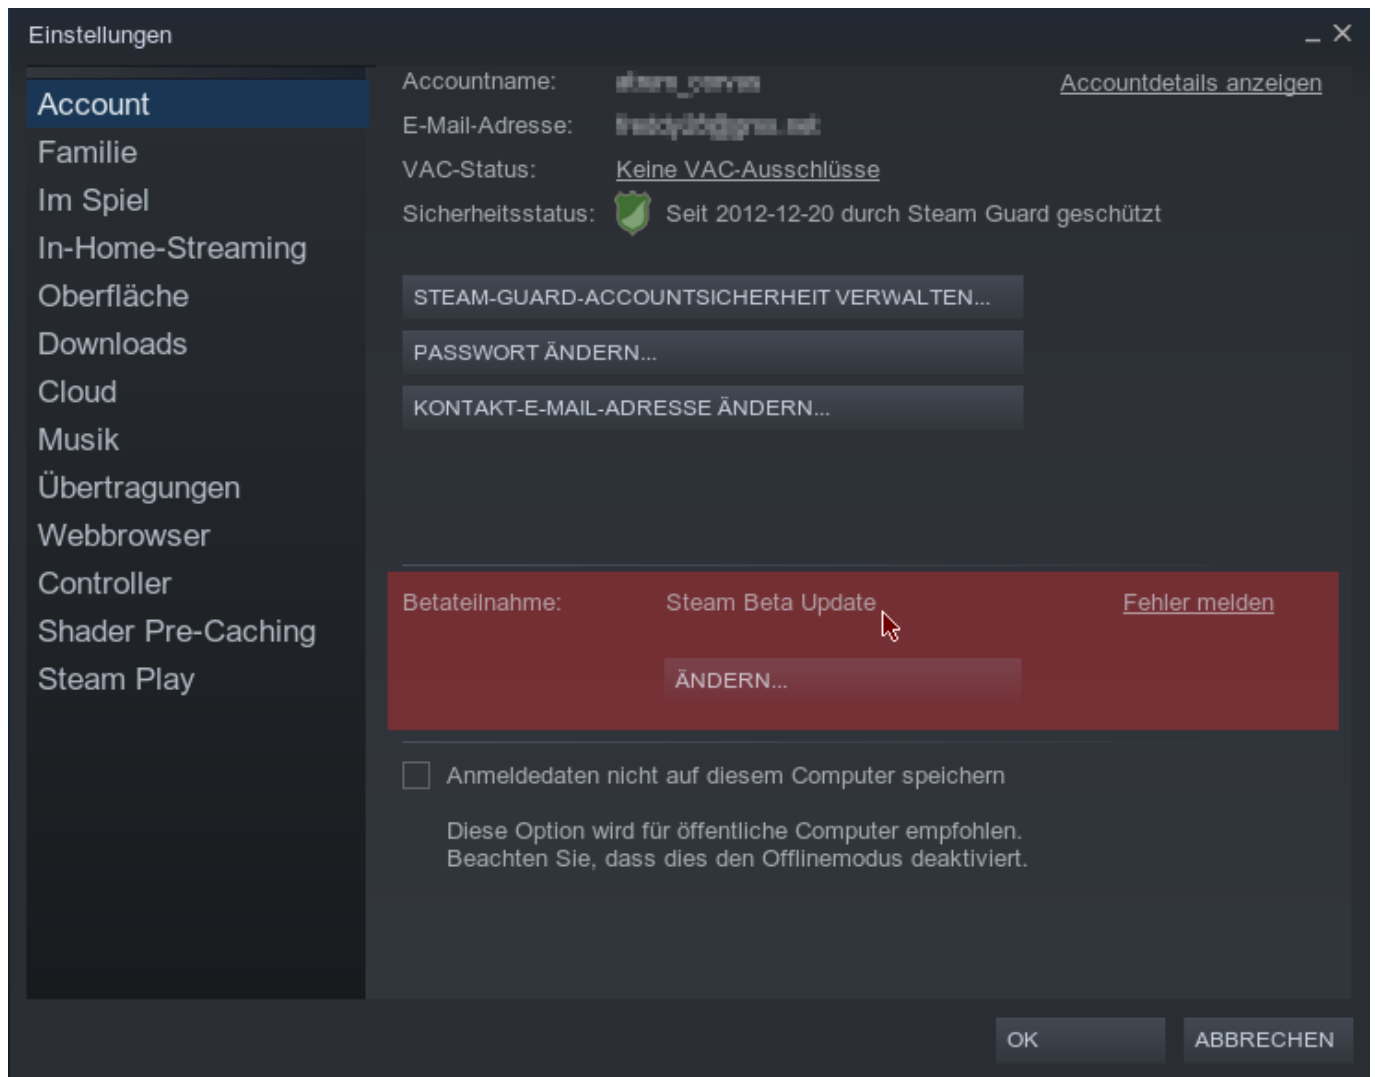 Einstellungen
Account
Familie
Im Spiel
In-Home-Streaming
Oberfläche
Downloads
Cloud
Musik
Übertragungen
Webbrowser
Controller
Shader Pre-Caching
Steam Play
Accountname:
Accountdetails anzeigen
E-Mail-Adresse:
VAC-Status: Keine VAC-Ausschlüsse
Sicherheitsstatus: Seit 2012-12-20 durch Steam Guard geschützt
STEAM-GUARD-ACCOUNTSICHERHEIT VERWALTEN...
PASSWORT ÄNDERN...
KONTAKT-E-MAIL-ADRESSE ÄNDERN...
Betateilnahme: Steam Beta Update Fehler melden
ÄNDERN...
Anmeldedaten nicht auf diesem Computer speichern
Diese Option wird für öffentliche Computer empfohlen.
Beachten Sie, dass dies den Offlinemodus deaktiviert.
OK ABBRECHEN